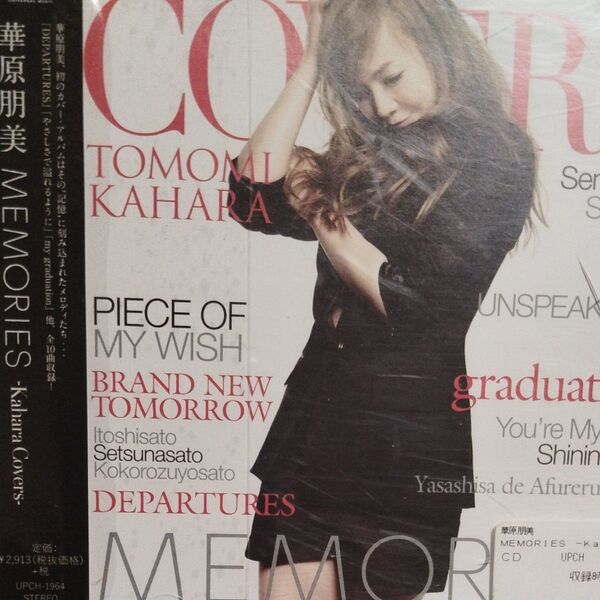 華原朋美 MEMORIES -Kahara Covers-
華原朋美、初のカバー・アルバムはその、“記憶”に刻み込まれたメロディたち…
「DEPARTURES」「やさしさで溢れるように」「my graduation」他、全10曲収録!
定価:
¥2,913(税抜価格)
+税
UPCH-1964
STEREO
COVER
TOMOMI
KAHARA
PIECE OF
MY WISH
BRAND NEW
TOMORROW
Itoshisato
Setsunasato
Kokorozuyosato
DEPARTURES
MEMOR
Ser
S
UNSPEAK
graduat
You're My
Shinin
Yasashisa de Afureru
華原朋美
MEMORIES -Ka
CD UPCH
収録時